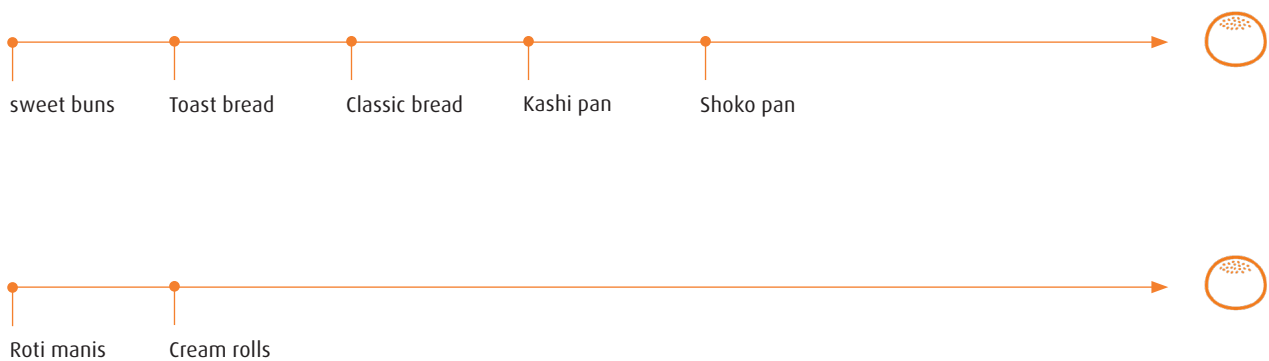 sweet buns Toast bread Classic bread Kashi pan Shoko pan
Roti manis Cream rolls